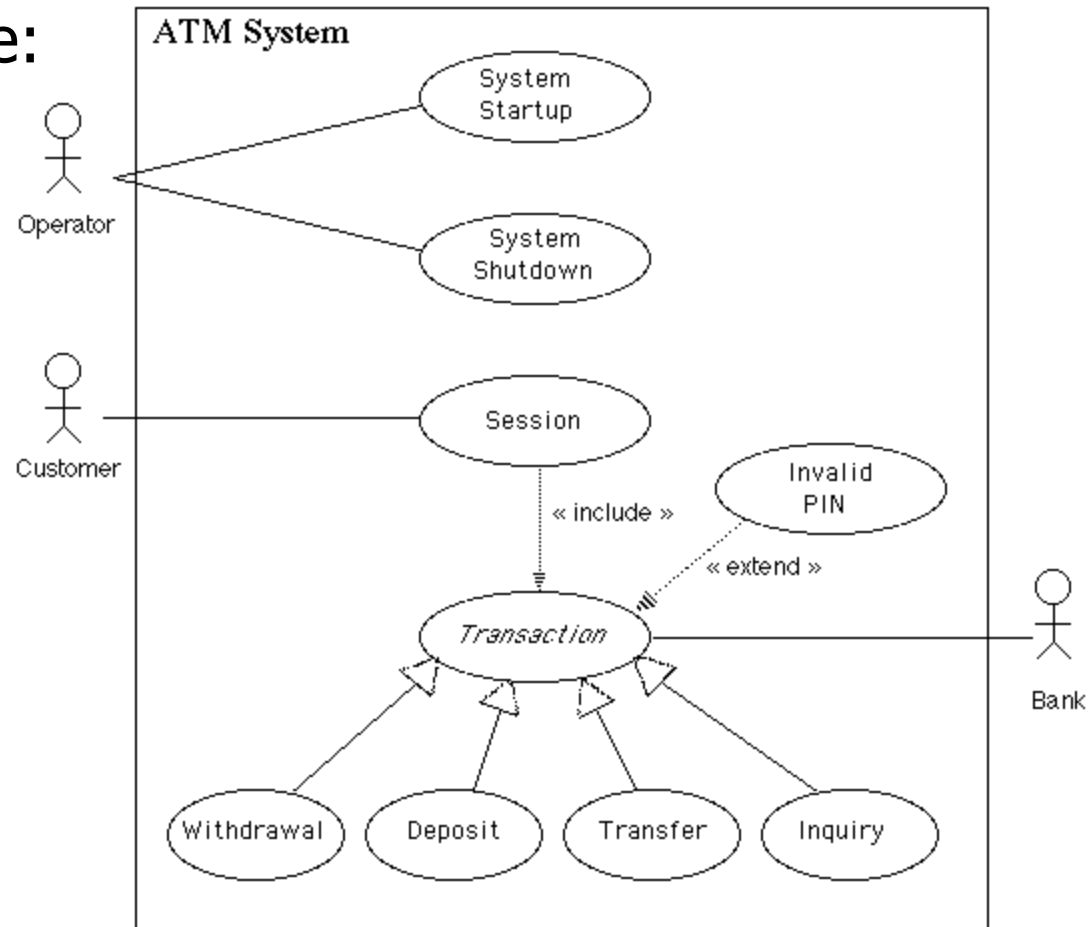 e:
ATM System
System
Startup
Operator
System
Shutdown
Session
Customer
Invalid
PIN
« include »
« extend »
Transaction
Bank
Withdrawal
Deposit
Transfer
Inquiry